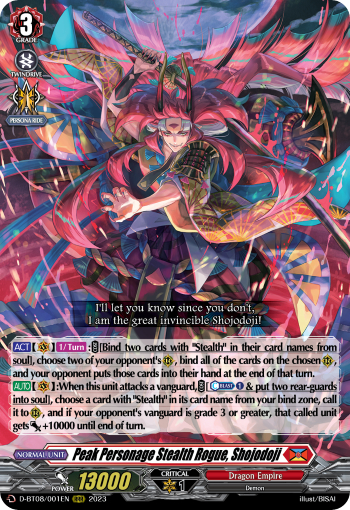 3
GRADE
TWINDRIVE
PERSONA RIDE
I'll let you know since you don't,
I am the great invincible Shojodoji!
ACT 1/Turn : [Bind two cards with "Stealth" in their card names from
soul], choose two of your opponent's , bind all of the cards on the chosen ,
and your opponent puts those cards into their hand at the end of that turn.
AUTO :When this unit attacks a vanguard, [C BLAST 1 & put two rear-guards
into soul], choose a card with "Stealth" in its card name from your bind zone, call
it to , and if your opponent's vanguard is grade 3 or greater, that called unit
gets +10000 until end of turn.
NORMAL UNIT Peak Personage Stealth Rogue, Shojodoji
POWER 13000 CRITICAL 1 Dragon Empire
Demon
D-BT08/001EN RRR 2023 illust/BISAI